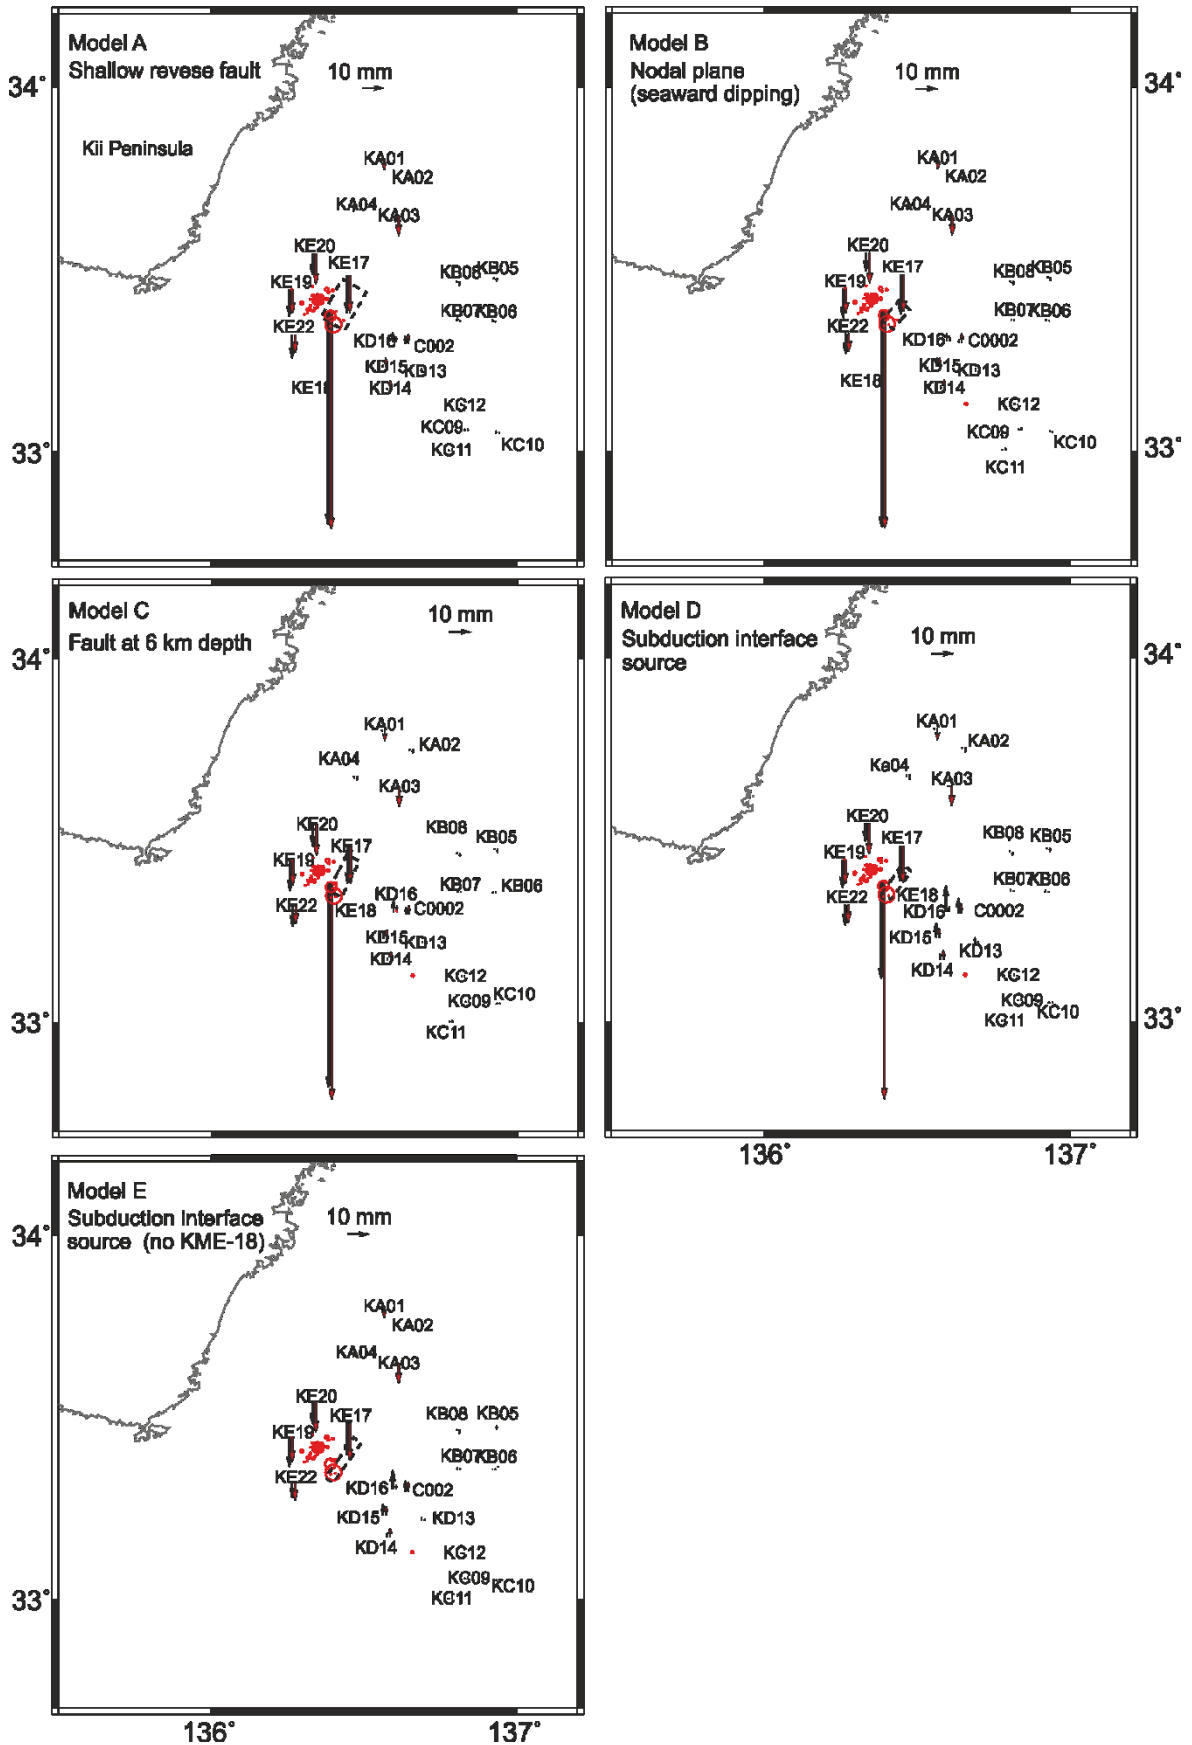 Model A
Shallow revese fault
10 mm
34°
Kii Peninsula
KA01
KA02
KA04
KA03
KE20
KE17
KB08
KB05
KE19
KB07
KB06
KE22
KD16
C002
KD15
KD13
KE18
KD14
KG12
KC09
KG11
KC10
33°
Model B
Nodal plane
(seaward dipping)
10 mm
34°
KA01
KA02
KA04
KA03
KE20
KE17
KB08
KB05
KE19
KB07
KB06
KE22
KD16
C0002
KD15
KD13
KE18
KD14
KG12
KC09
KC10
KC11
33°
Model C
Fault at 6 km depth
10 mm
34°
KA01
KA02
KA04
KA03
KE20
KE17
KB08
KB05
KE19
KB07
KB06
KD16
KE22
KE18
C0002
KD15
KD13
KD14
KG12
KG09
KC10
KC11
33°
Model D
Subduction interface
source
10 mm
KA01
KA02
Ka04
KA03
KE20
KE17
KB08
KB05
KE19
KB07
KB06
KE18
KE22
KD16
C0002
KD15
KD13
KD14
KG12
KG09
KG11
KC10
33°
136°
137°
Model E
Subduction interface
source (no KME-18)
10 mm
34°
KA01
KA02
KA04
KA03
KE20
KE17
KB08
KB05
KE19
KB07
KB06
KE22
KD16
C002
KD15
KD13
KD14
KG12
KG09
KC10
KG11
33°
136°
137°